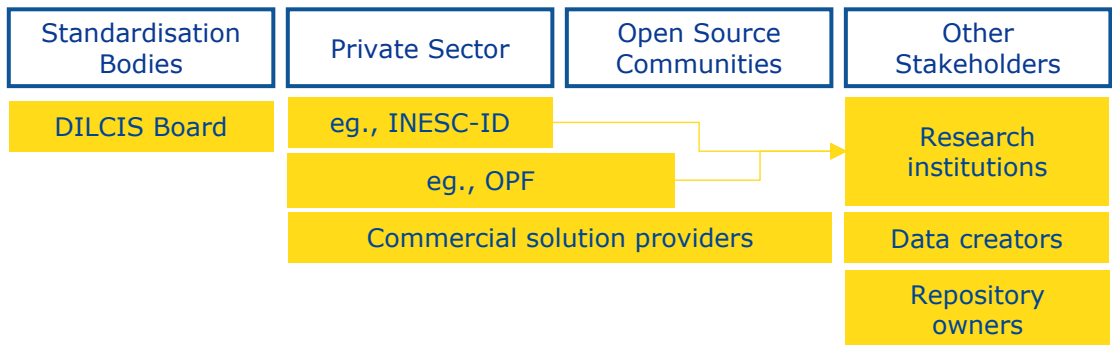 Standardisation
Bodies
Private Sector
Open Source
Communities
Other
Stakeholders
DILCIS Board
eg., INESC-ID
eg., OPF
Commercial solution providers
Research
institutions
Data creators
Repository
owners